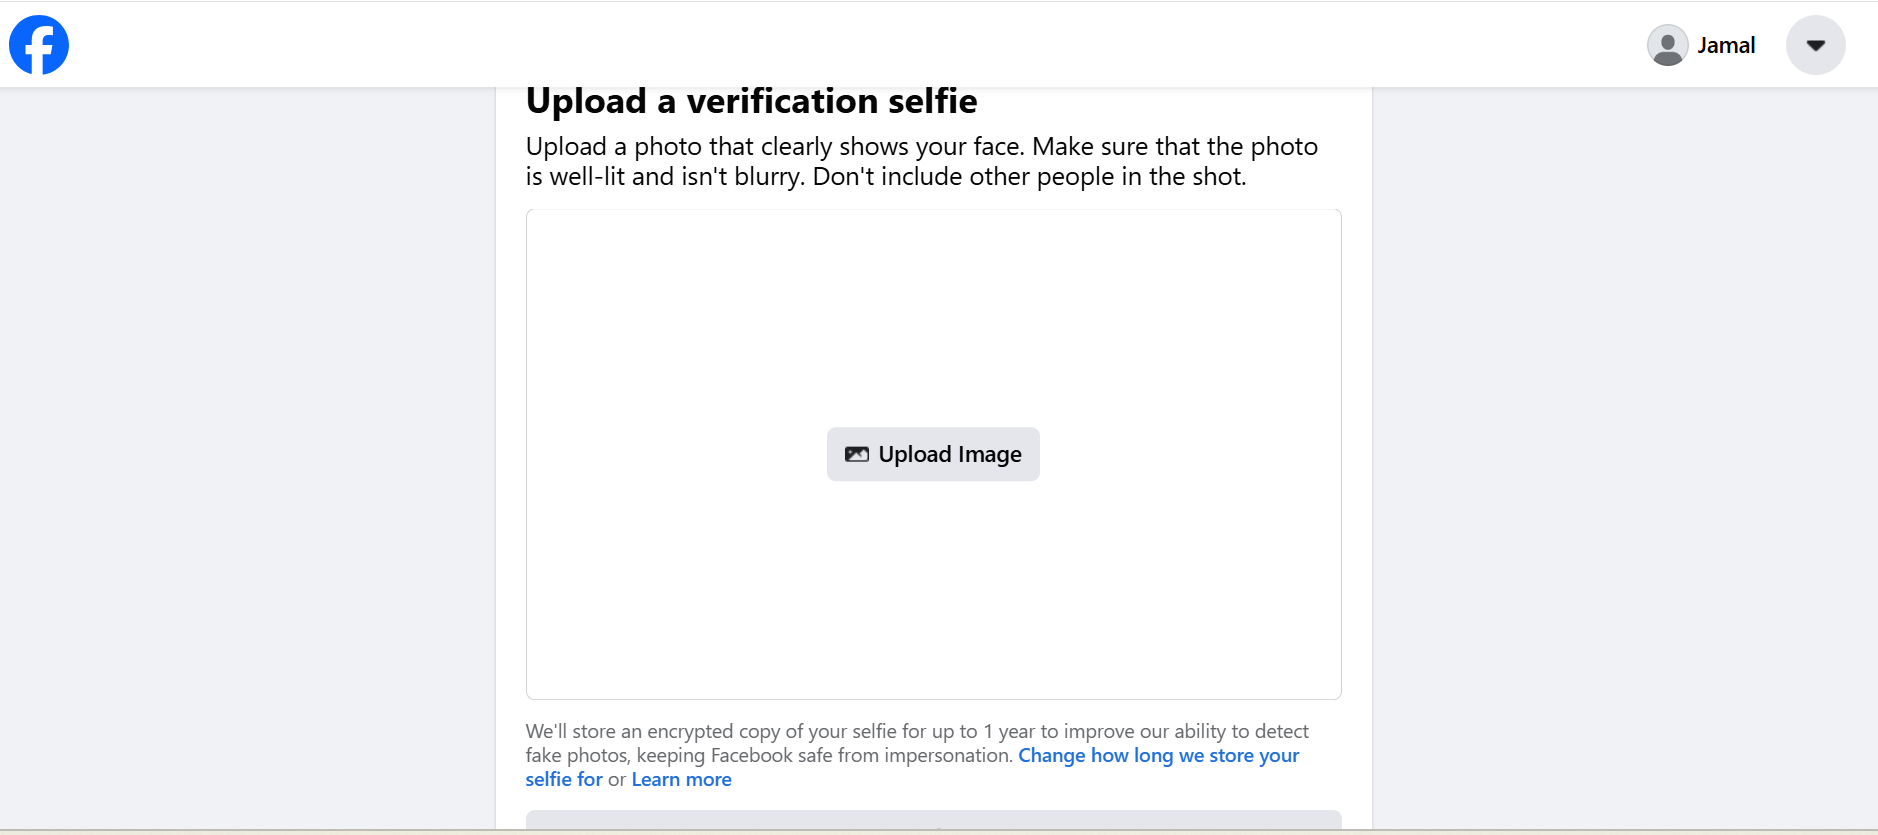 Jamal
Upload a verification selfie
Upload a photo that clearly shows your face. Make sure that the photo
is well-lit and isn't blurry. Don't include other people in the shot.
Upload Image
We'll store an encrypted copy of your selfie for up to 1 year to improve our ability to detect
fake photos, keeping Facebook safe from impersonation. Change how long we store your
selfie for or Learn more